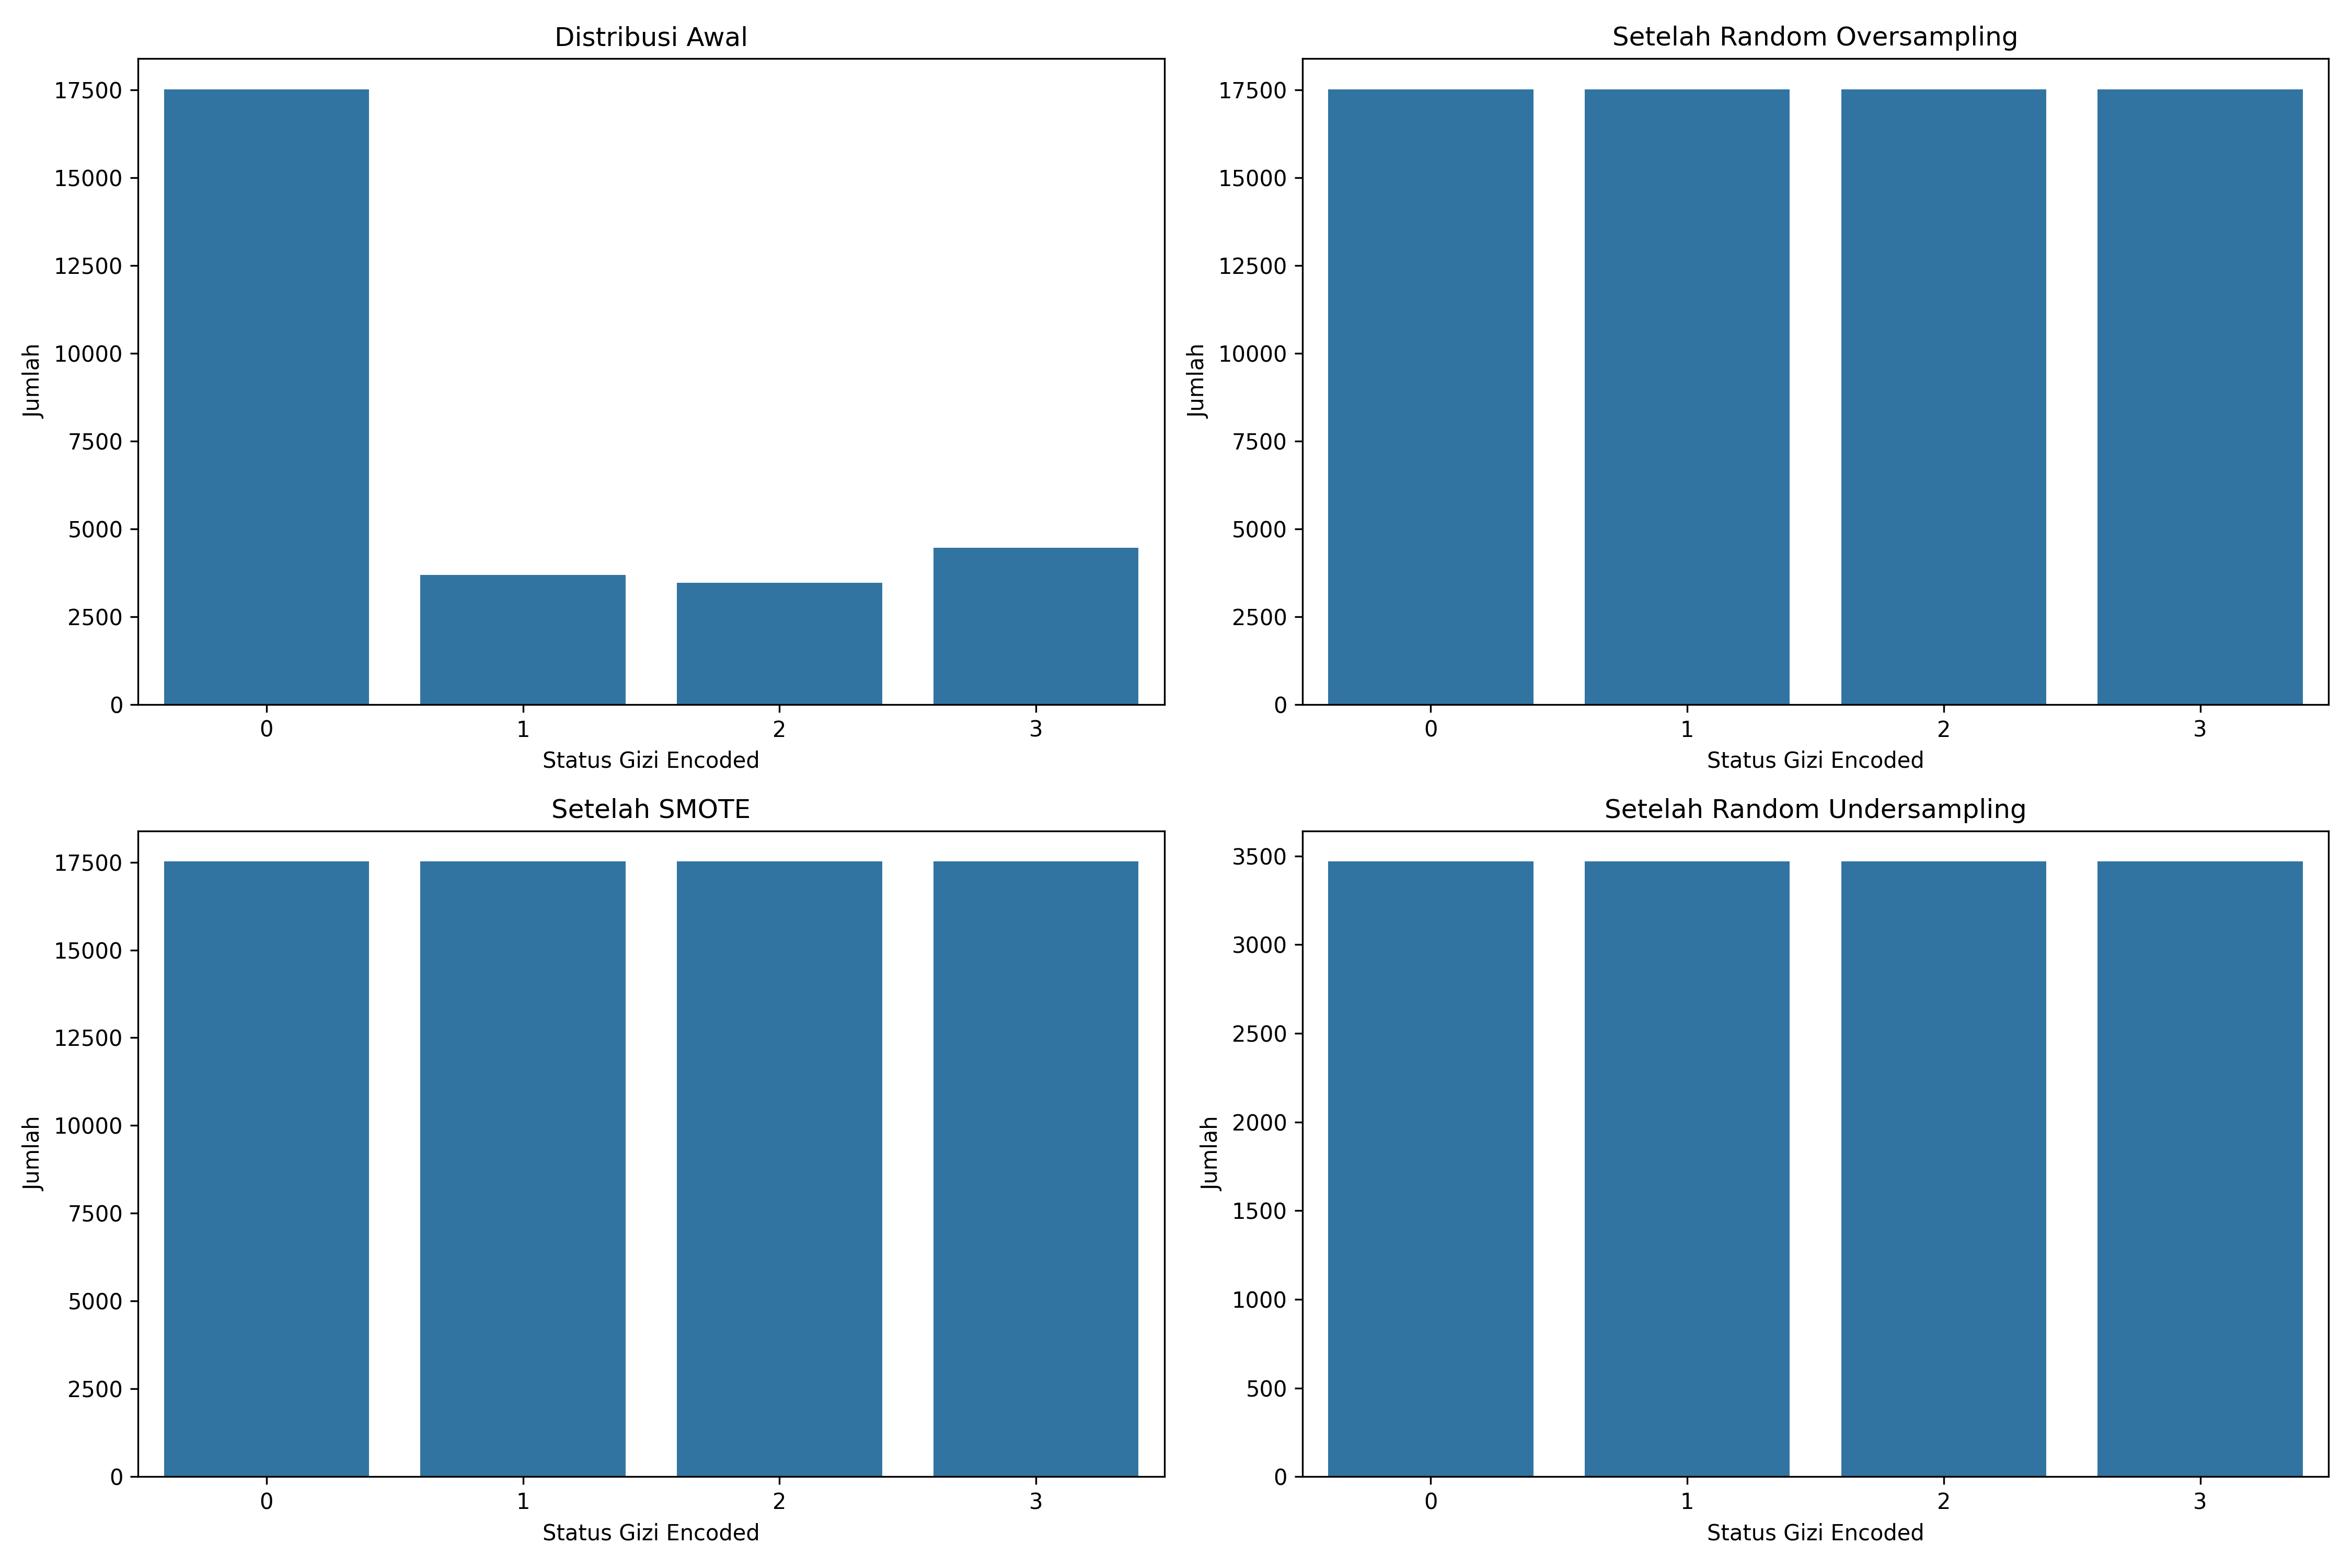 Distribusi Awal
17500
15000
12500
10000
7500
5000
2500
0
Jumlah
0 1 2 3
Status Gizi Encoded
Setelah Random Oversampling
17500
15000
12500
10000
7500
5000
2500
0
Jumlah
0 1 2 3
Status Gizi Encoded
Setelah SMOTE
17500
15000
12500
10000
7500
5000
2500
0
Jumlah
0 1 2 3
Status Gizi Encoded
Setelah Random Undersampling
3500
3000
2500
2000
1500
1000
500
0
Jumlah
0 1 2 3
Status Gizi Encoded